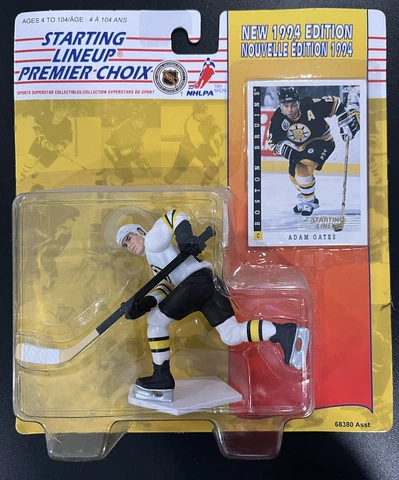 AGES 4 TO 104/ÂGE 4 À 104 ANS
STARTING
LINEUP
PREMIER·CHOIX
SPORTS SUPERSTAR COLLECTIBLES/COLLECTION SUPERSTARS DU SPORT
NHLPA
NEW 1994 EDITION
NOUVELLE ÉDITION 1994
BOSTON BRUINS
A
STARTING
LINEUP
C
ADAM OATES
68380 Asst.